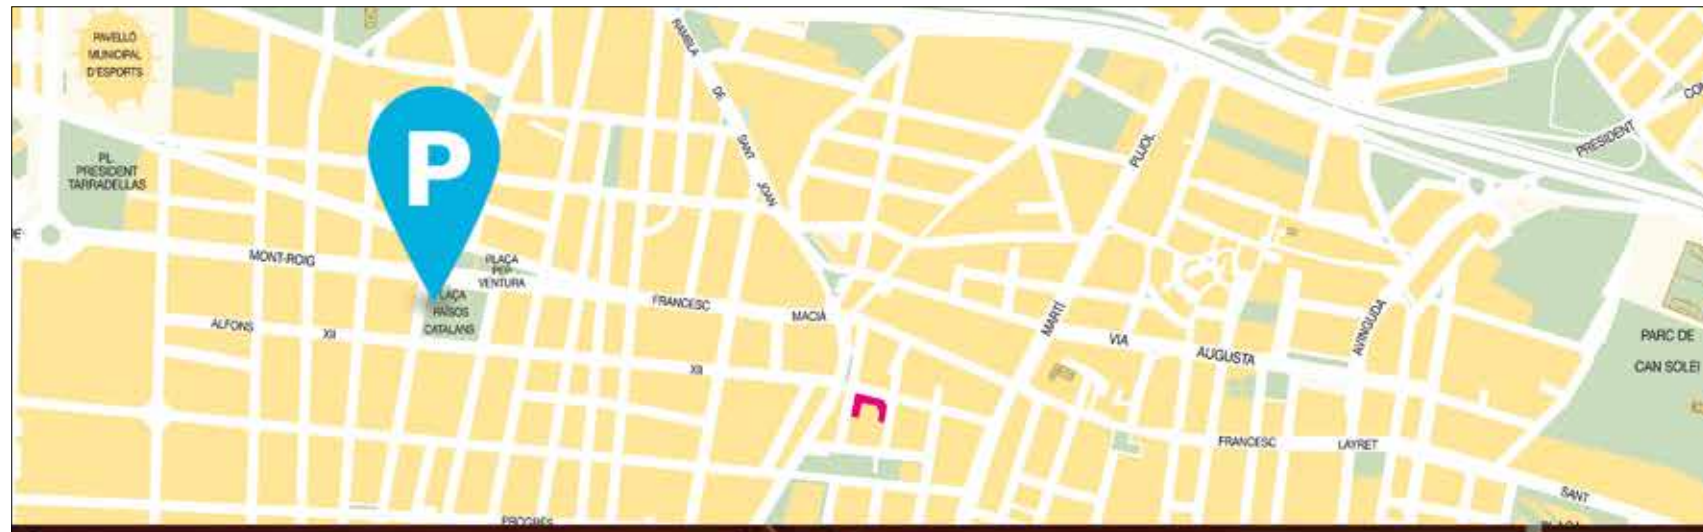 PAVELLÓ
MUNICIPAL
D'ESPORTS
RAMBLA
DE
SANT
JOAN
PL.
PRESIDENT
TARRADELLAS
P
PUJOL
PRESIDENT
MONT-ROIG
PLAÇA
PEP
VENTURA
PLAÇA
PAÏSOS
CATALANS
FRANCESC
MACIÀ
MARTÍ
VIA
AUGUSTA
AVINGUDA
PARC DE
CAN SOLEI
ALFONS
XII
XII
FRANCESC
LAYRET
SANT
PROGRÉS